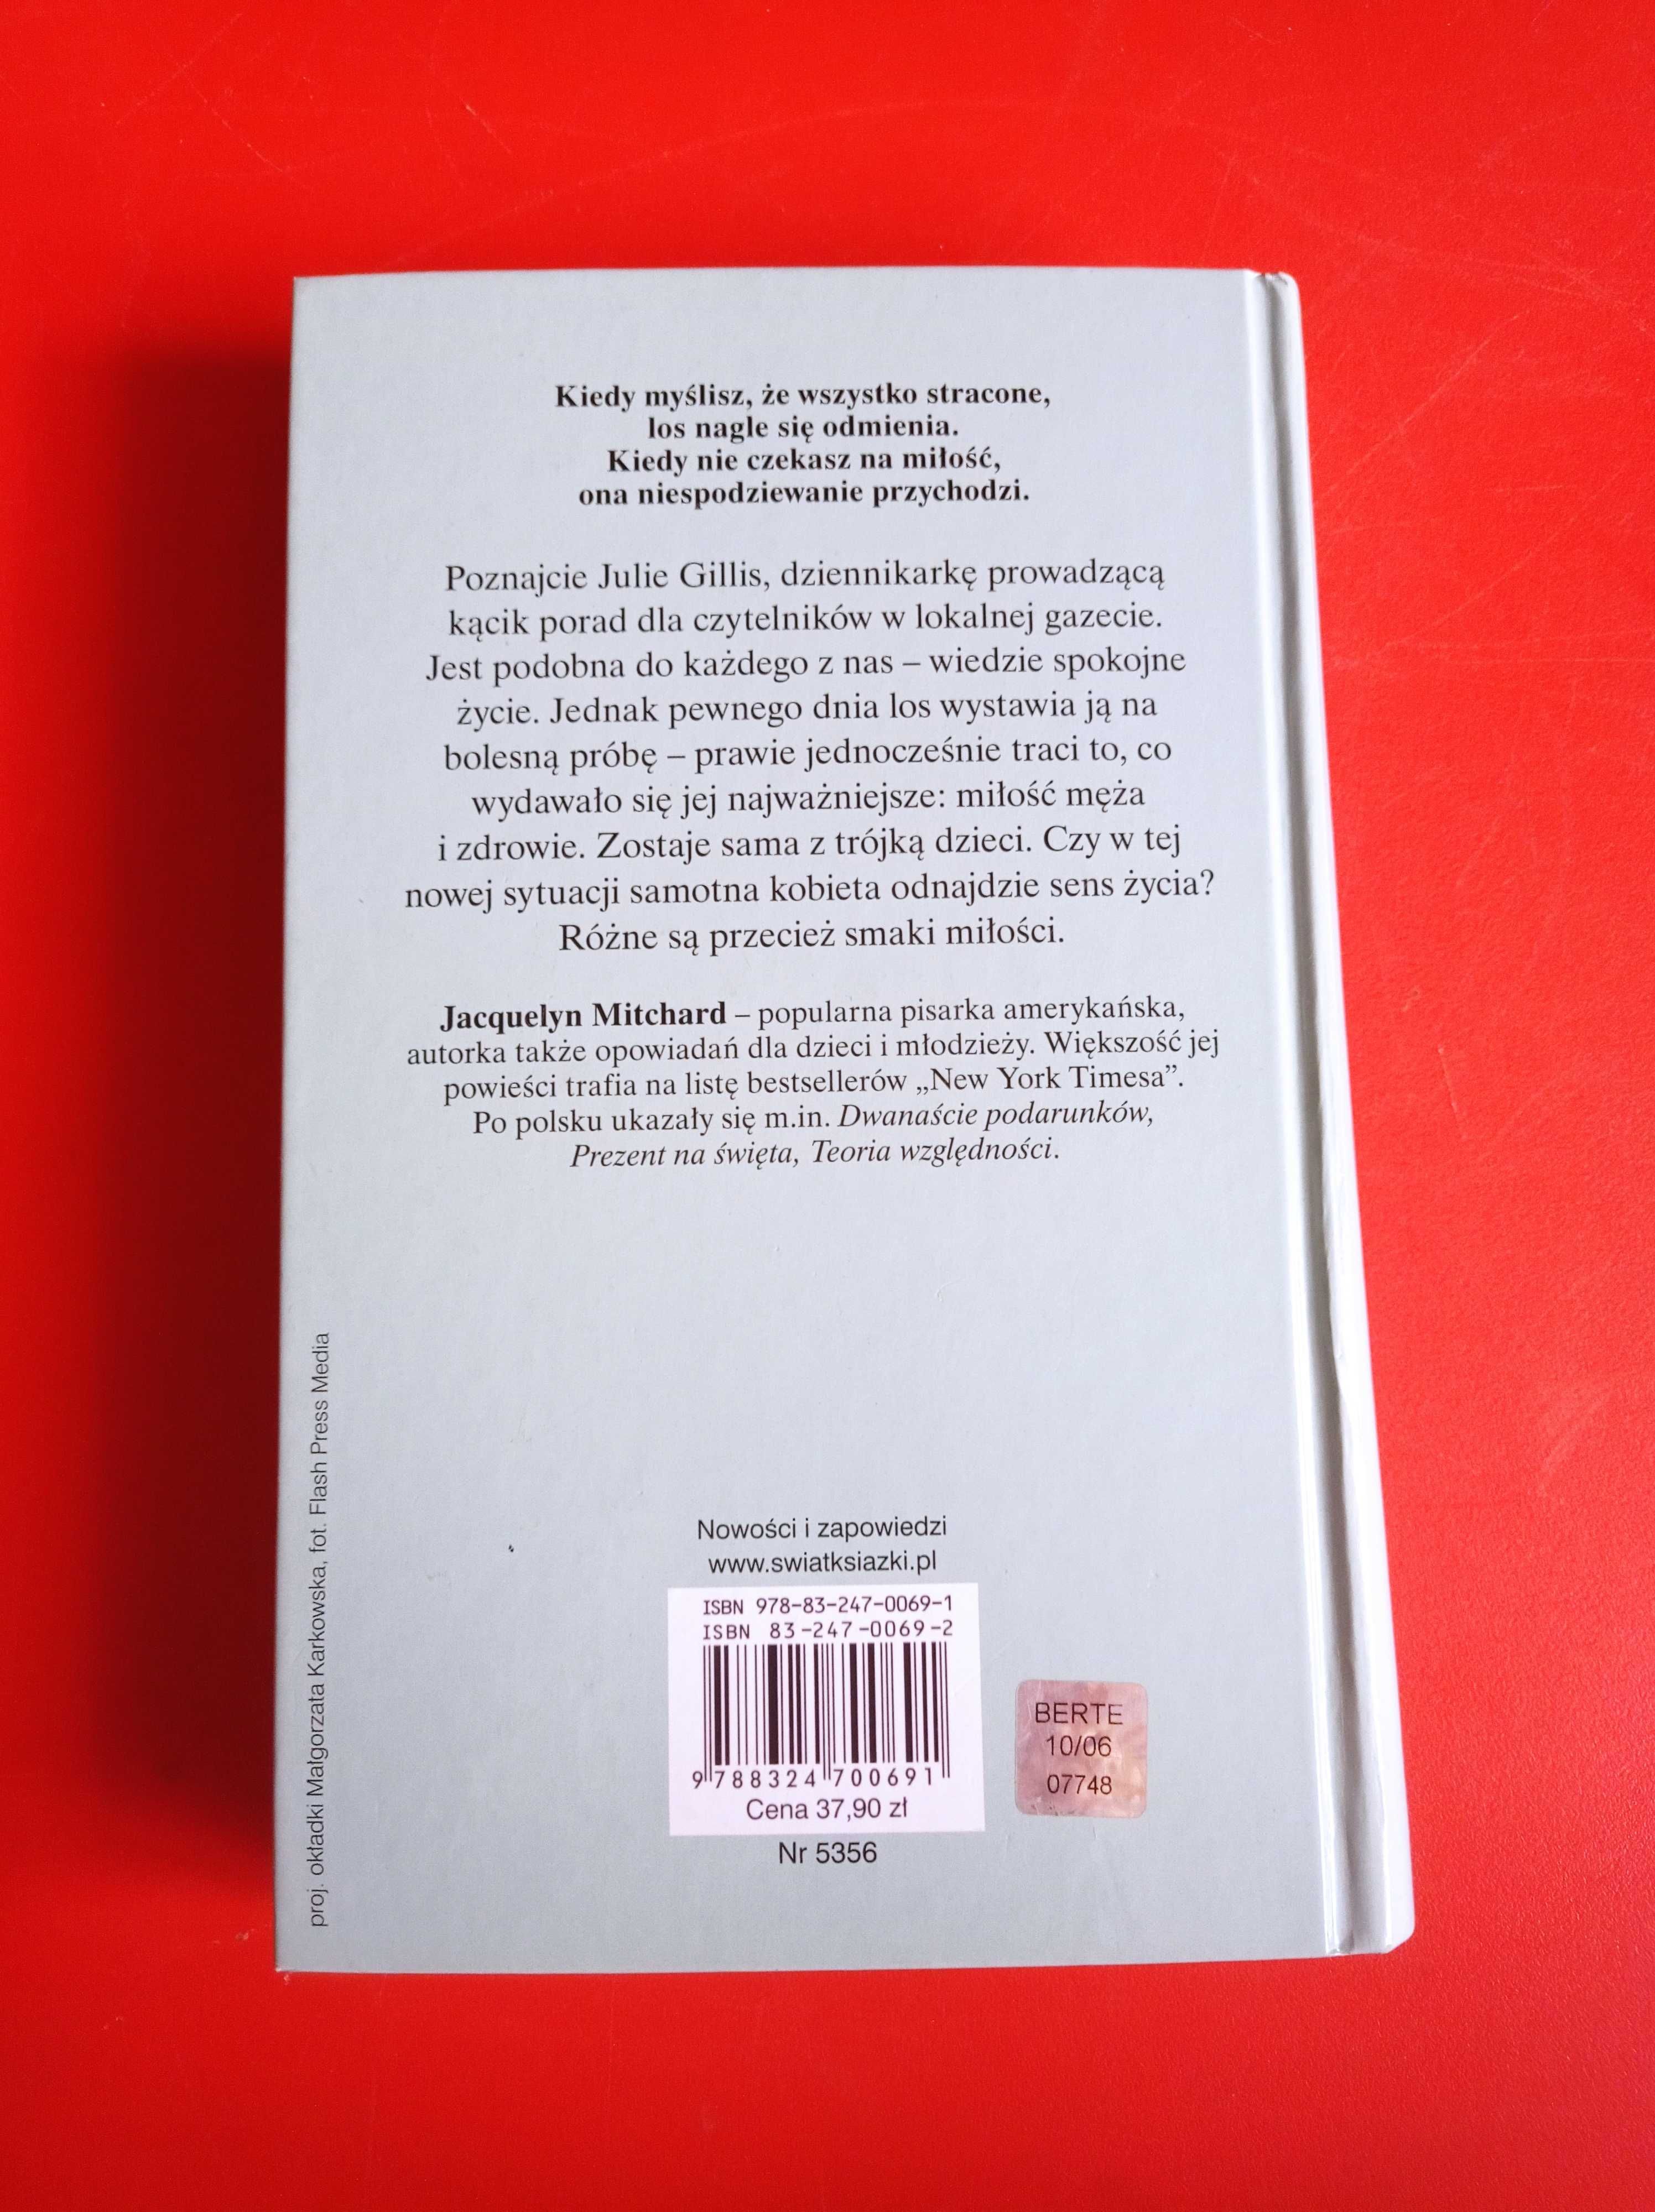 Kiedy myślisz, że wszystko stracone,
los nagle się odmienia.
Kiedy nie czekasz na miłość,
ona niespodziewanie przychodzi.
Poznajcie Julie Gillis, dziennikarkę prowadzącą
kącik porad dla czytelników w lokalnej gazecie.
Jest podobna do każdego z nas – wiedzie spokojne
życie. Jednak pewnego dnia los wystawia ją na
bolesną próbę – prawie jednocześnie traci to, co
wydawało się jej najważniejsze: miłość męża
i zdrowie. Zostaje sama z trójką dzieci. Czy w tej
nowej sytuacji samotna kobieta odnajdzie sens życia?
Różne są przecież smaki miłości.
Jacquelyn Mitchard – popularna pisarka amerykańska,
autorka także opowiadań dla dzieci i młodzieży. Większość jej
powieści trafia na listę bestsellerów „New York Timesa”.
Po polsku ukazały się m.in. Dwanaście podarunków,
Prezent na święta, Teoria względności.
proj. okładki Małgorzata Karkowska, fot. Flash Press Media
Nowości i zapowiedzi
www.swiatksiazki.pl
ISBN 978-83-247-0069-1
ISBN 83-247-0069-2
9 788324 700691
Cena 37,90 zł
Nr 5356
BERTE
10/06
07748